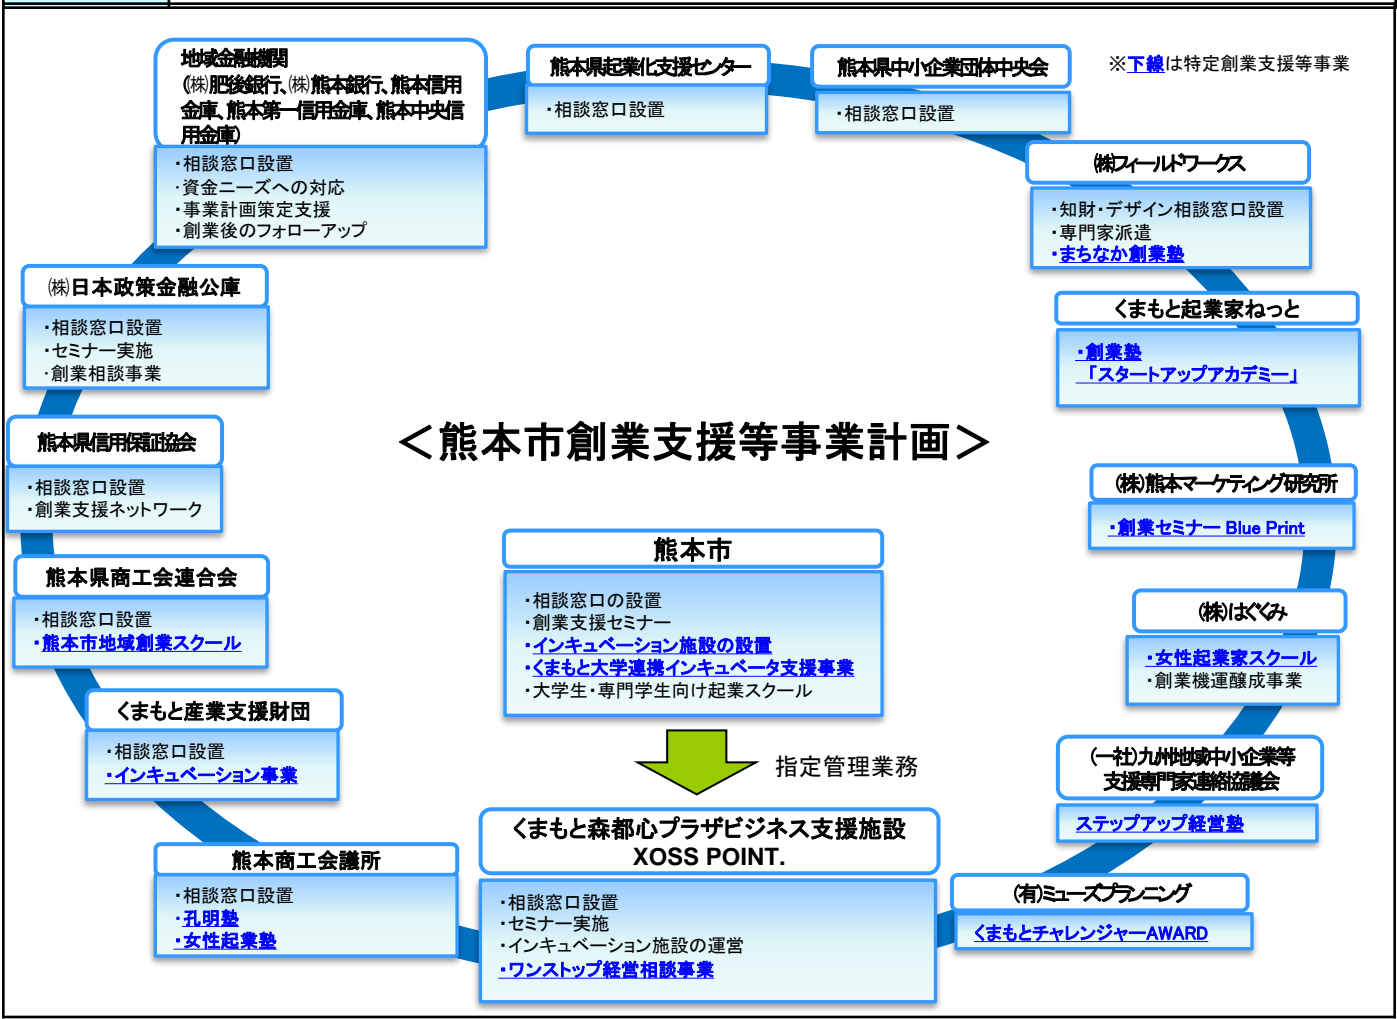 地域金融機関
(㈱肥後銀行、㈱熊本銀行、熊本信用
金庫、熊本第一信用金庫、熊本中央信
用金庫)
・相談窓口設置
・資金ニーズへの対応
・事業計画策定支援
・創業後のフォローアップ
熊本県起業化支援センター
・相談窓口設置
熊本県中小企業団体中央会
・相談窓口設置
※下線は特定創業支援等事業
(株)フィールドワークス
・知財・デザイン相談窓口設置
・専門家派遣
・まちなか創業塾
㈱日本政策金融公庫
・相談窓口設置
・セミナー実施
・創業相談事業
くまもと起業家ねっと
・創業塾
「スタートアップアカデミー」
熊本県信用保証協会
・相談窓口設置
・創業支援ネットワーク
＜熊本市創業支援等事業計画＞
(株)熊本マーケティング研究所
・創業セミナー Blue Print
熊本県商工会連合会
・相談窓口設置
・熊本市地域創業スクール
熊本市
・相談窓口の設置
・創業支援セミナー
・インキュベーション施設の設置
・くまもと大学連携インキュベータ支援事業
・大学生・専門学生向け起業スクール
(株)はぐくみ
・女性起業家スクール
・創業機運醸成事業
くまもと産業支援財団
・相談窓口設置
・インキュベーション事業
指定管理業務
(一社)九州地域中小企業等
支援専門家連絡協議会
ステップアップ経営塾
熊本商工会議所
・相談窓口設置
・孔明塾
・女性起業塾
くまもと森都心プラザビジネス支援施設
XOSS POINT.
・相談窓口設置
・セミナー実施
・インキュベーション施設の運営
・ワンストップ経営相談事業
(有)ミューズプランニング
くまもとチャレンジャーAWARD